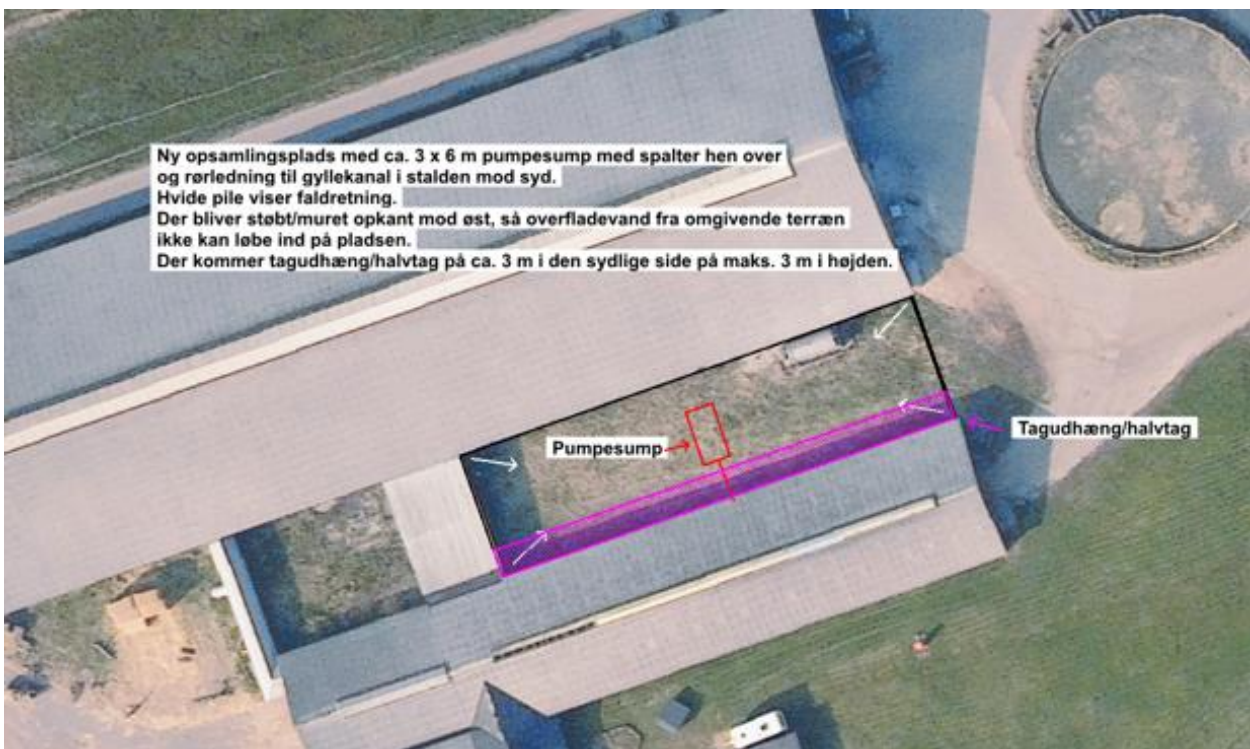 Ny opsamlingsplads med ca. 3 x 6 m pumpesump med spalter hen over
og rørledning til gyllekanal i stalden mod syd.
Hvide pile viser faldretning.
Der bliver støbt/muret opkant mod øst, så overfladevand fra omgivende terræn
ikke kan løbe ind på pladsen.
Der kommer tagudhæng/halvtag på ca. 3 m i den sydlige side på maks. 3 m i højden.
Tagudhæng/halvtag
Pumpesump